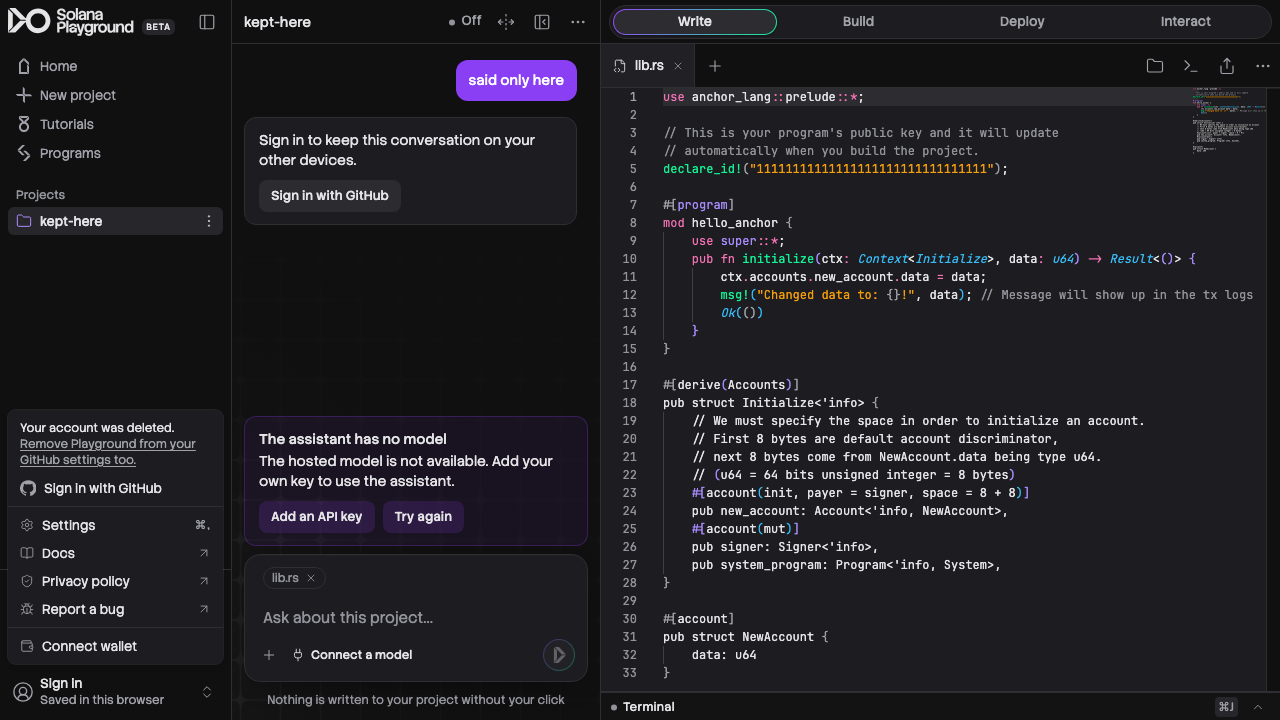 Solana
Playground BETA
Home
New project
Tutorials
Programs
Projects
kept-here
Your account was deleted.
Remove Playground from your
GitHub settings too.
Sign in with GitHub
Settings ⌘,
Docs
Privacy policy
Report a bug
Connect wallet
Sign in
Saved in this browser
kept-here
Off
said only here
Sign in to keep this conversation on your
other devices.
Sign in with GitHub
The assistant has no model
The hosted model is not available. Add your
own key to use the assistant.
Add an API key
Try again
lib.rs
Ask about this project...
Connect a model
Nothing is written to your project without your click
Write
Build
Deploy
Interact
lib.rs
1 use anchor_lang::prelude::*;
2
3 // This is your program's public key and it will update
4 // automatically when you build the project.
5 declare_id!("11111111111111111111111111111111");
6
7 #[program]
8 mod hello_anchor {
9 use super::*;
10 pub fn initialize(ctx: Context<Initialize>, data: u64) -> Result<()> {
11 ctx.accounts.new_account.data = data;
12 msg!("Changed data to: {}!", data); // Message will show up in the tx logs
13 Ok(())
14 }
15 }
16
17 #[derive(Accounts)]
18 pub struct Initialize<'info> {
19 // We must specify the space in order to initialize an account.
20 // First 8 bytes are default account discriminator,
21 // next 8 bytes come from NewAccount.data being type u64.
22 // (u64 = 64 bits unsigned integer = 8 bytes)
23 #[account(init, payer = signer, space = 8 + 8)]
24 pub new_account: Account<'info, NewAccount>,
25 #[account(mut)]
26 pub signer: Signer<'info>,
27 pub system_program: Program<'info, System>,
28 }
29
30 #[account]
31 pub struct NewAccount {
32 data: u64
33 }
Terminal ⌘J